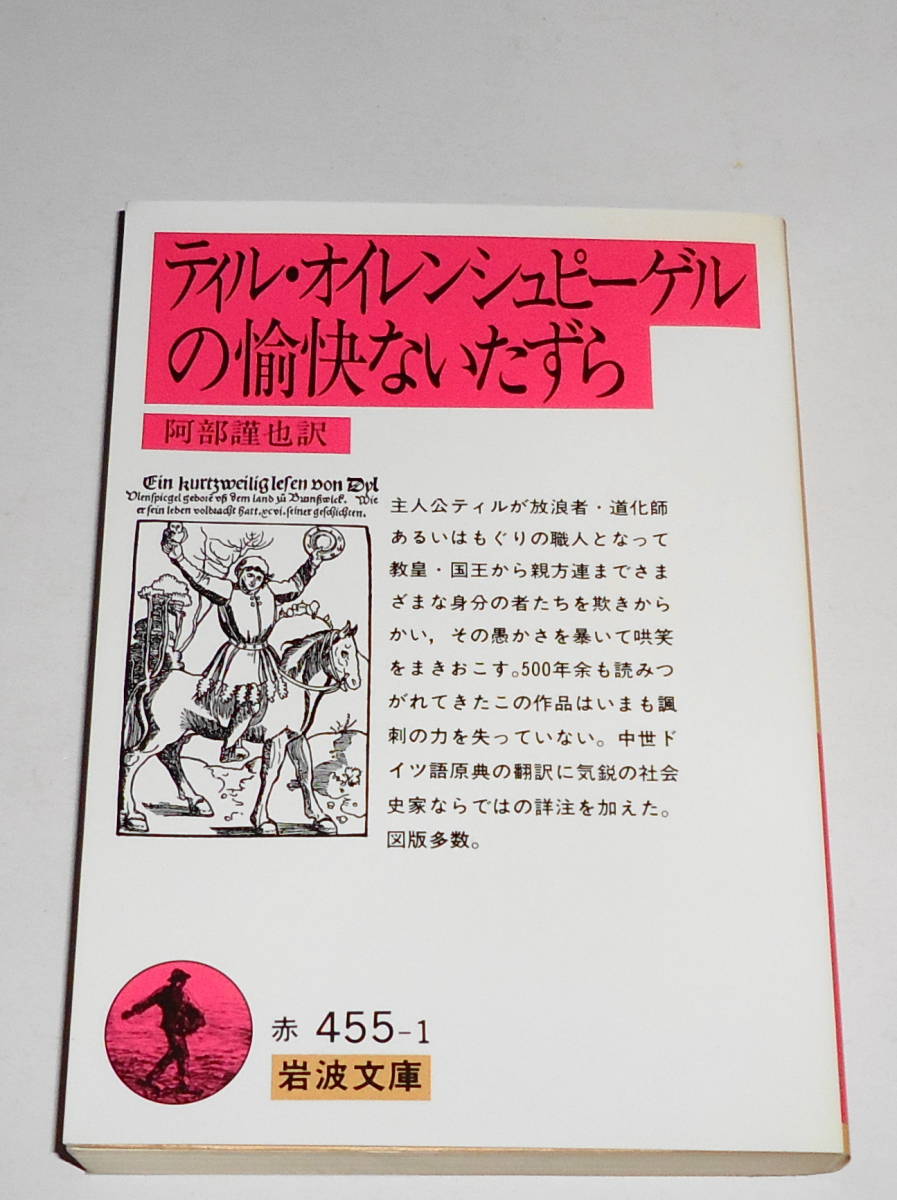 ティル・オイレンシュピーゲル
の愉快ないたずら
阿部謹也訳
Ein kurtzweilig lesen von Dyl
Vlenspiegel geborē vß dem land zů Brunßwick. Wie
er sein leben volbracht hatt. xcvi. seiner geschichten.
主人公ティルが放浪者・道化師
あるいはもぐりの職人となって
教皇・国王から親方連までさま
ざまな身分の者たちを欺きから
かい，その愚かさを暴いて哄笑
をまきおこす。500年余も読みつ
がれてきたこの作品はいまも諷
刺の力を失っていない。中世ド
イツ語原典の翻訳に気鋭の社会
史家ならではの詳注を加えた。
図版多数。
赤 455-1
岩波文庫